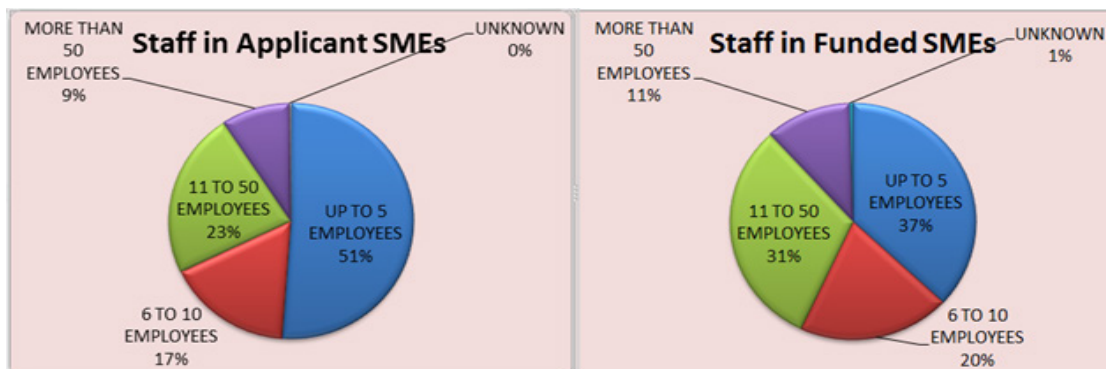 Staff in Applicant SMEs
MORE THAN
50
EMPLOYEES
9%
UNKNOWN
0%
11 TO 50
EMPLOYEES
23%
UP TO 5
EMPLOYEES
51%
6 TO 10
EMPLOYEES
17%
Staff in Funded SMEs
MORE THAN
50
EMPLOYEES
11%
UNKNOWN
1%
UP TO 5
EMPLOYEES
37%
11 TO 50
EMPLOYEES
31%
6 TO 10
EMPLOYEES
20%